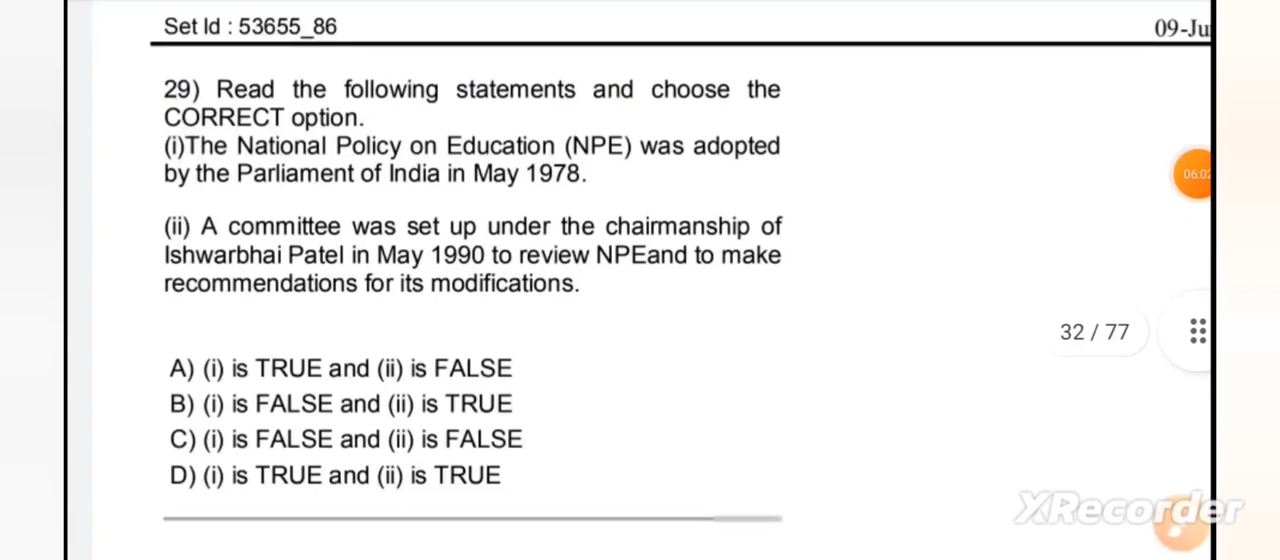 Set Id : 53655_86
09-Ju
29) Read the following statements and choose the
CORRECT option.
(i)The National Policy on Education (NPE) was adopted
by the Parliament of India in May 1978.
(ii) A committee was set up under the chairmanship of
Ishwarbhai Patel in May 1990 to review NPEand to make
recommendations for its modifications.
A) (i) is TRUE and (ii) is FALSE
B) (i) is FALSE and (ii) is TRUE
C) (i) is FALSE and (ii) is FALSE
D) (i) is TRUE and (ii) is TRUE
06:02
32 / 77
XRecorder